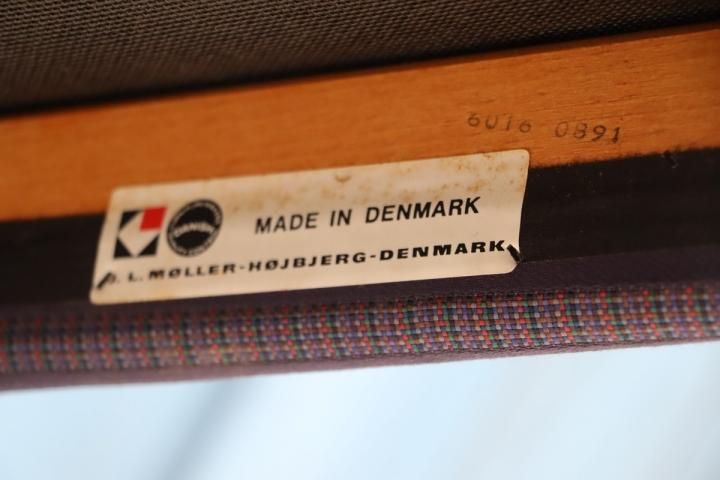 6016 0891
MADE IN DENMARK
J. L. MØLLER-HØJBJERG-DENMARK